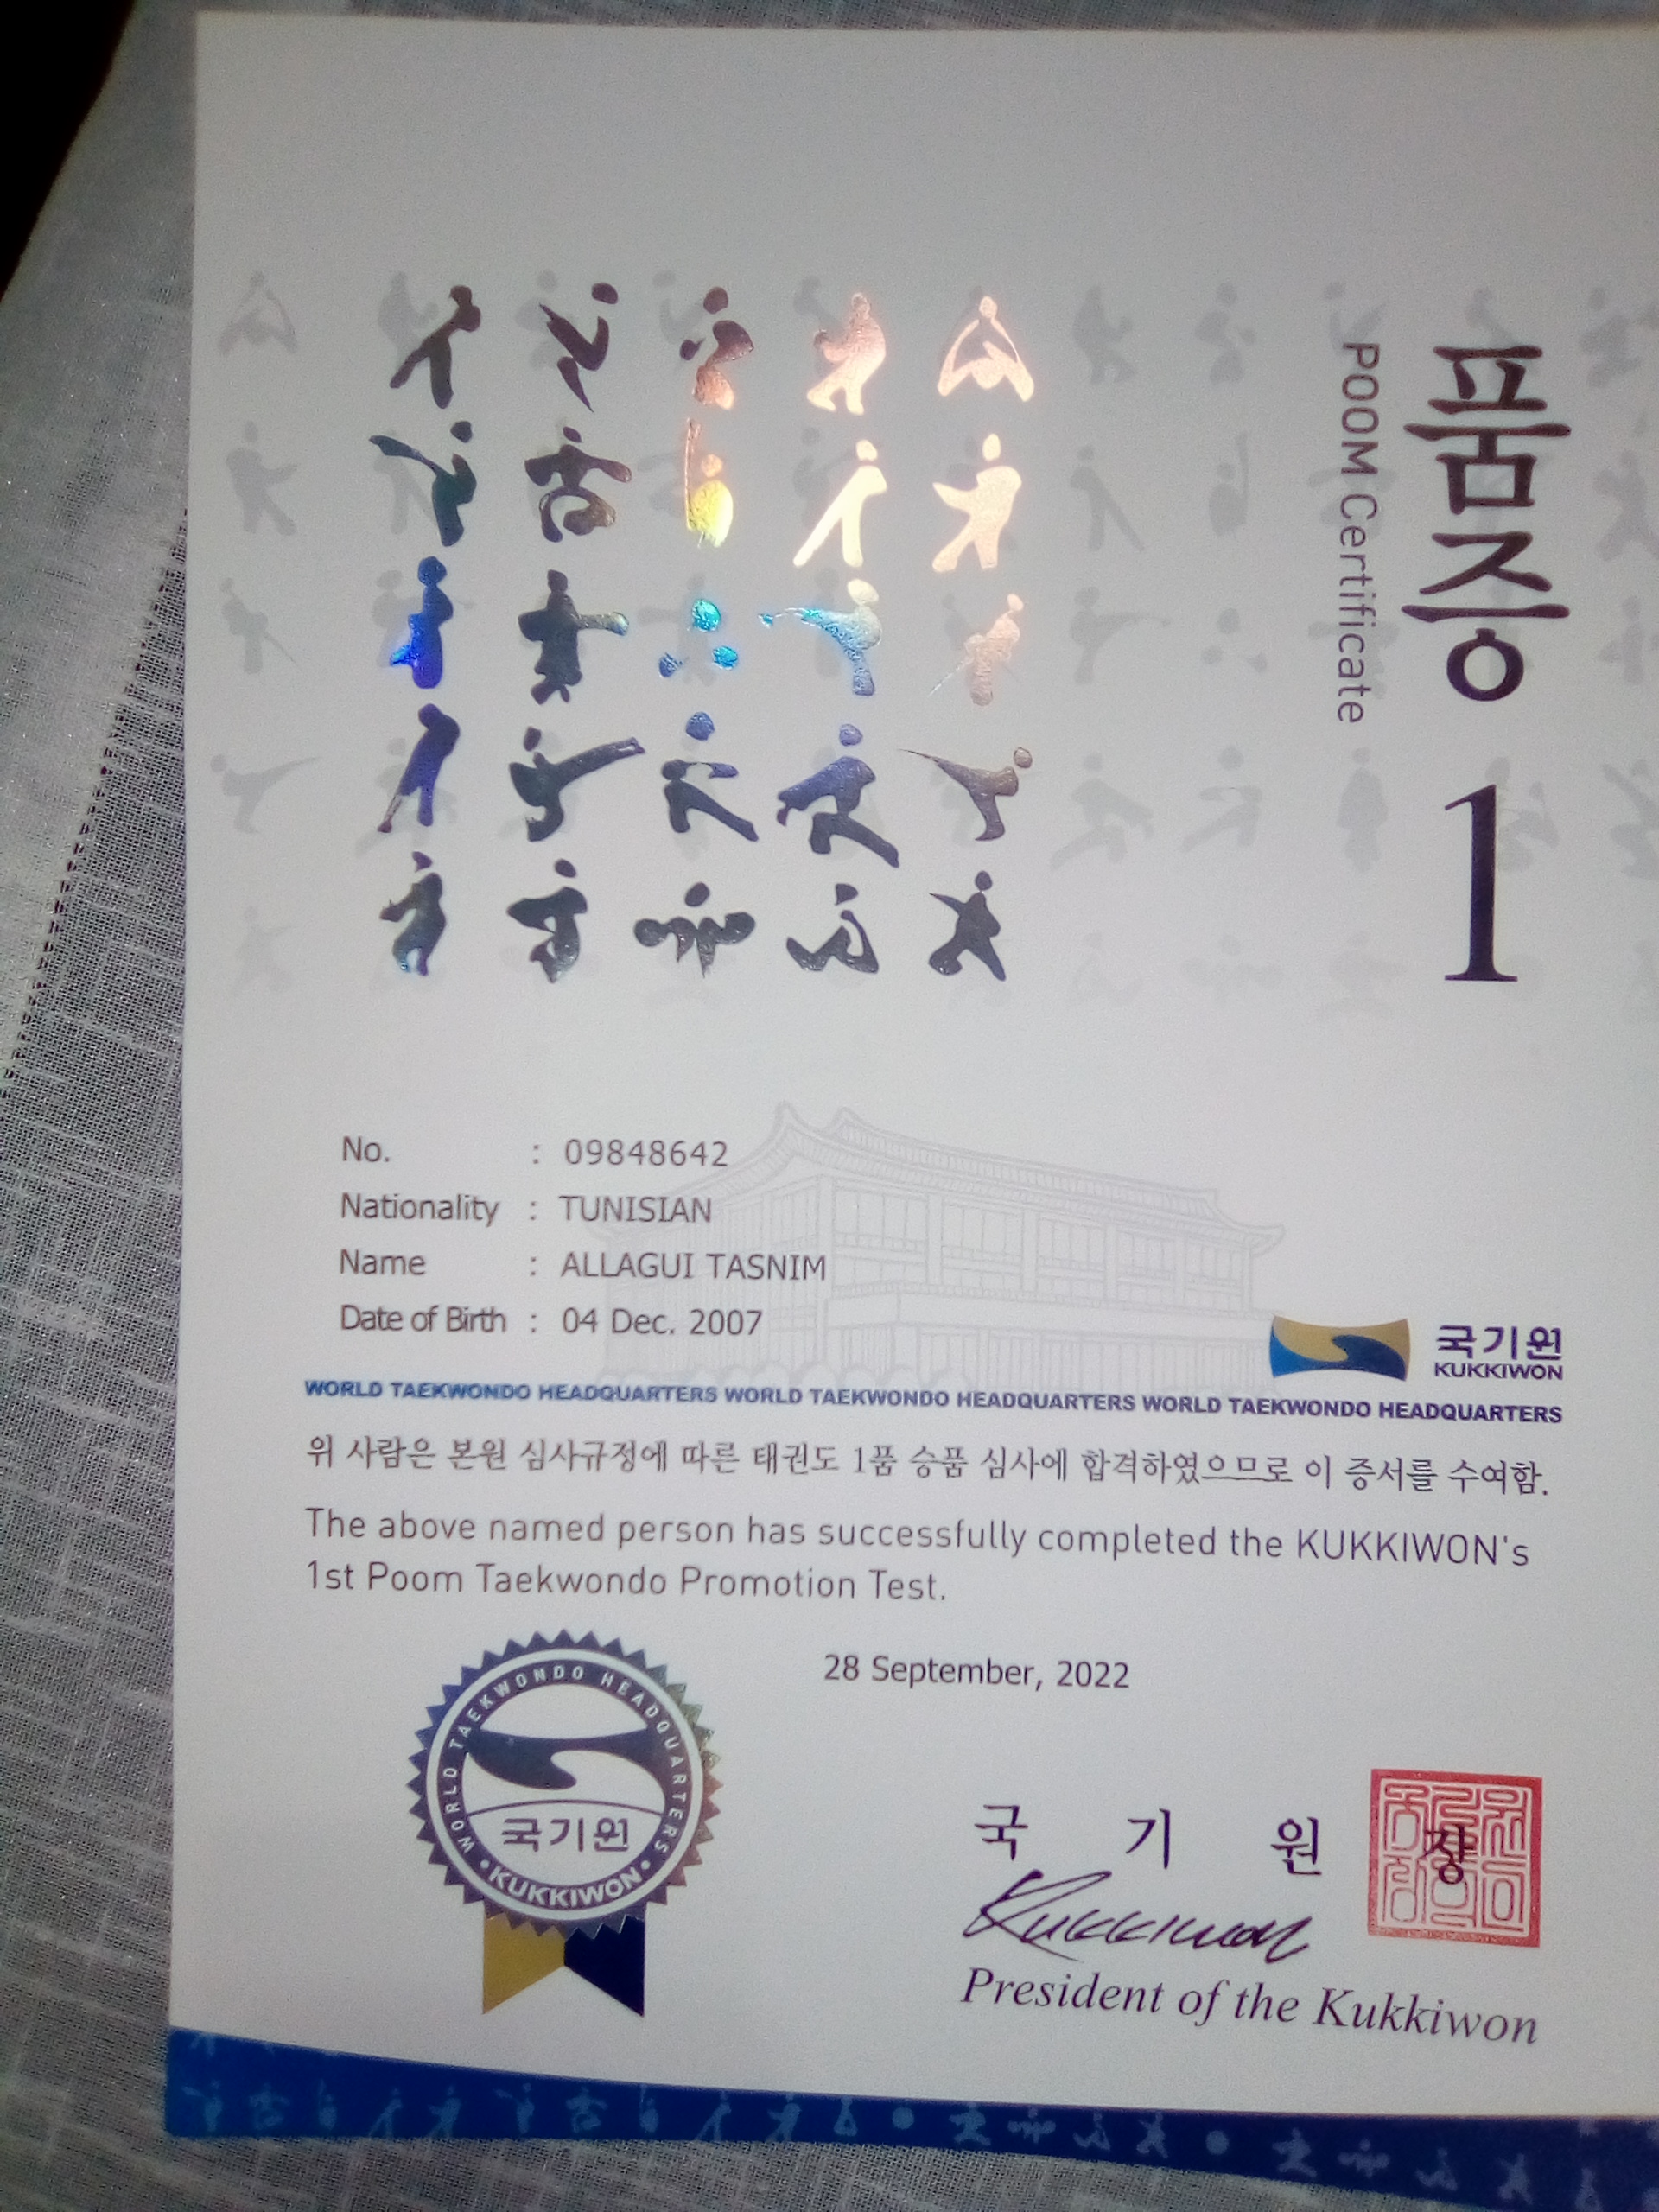 품증 1
POOM Certificate
No. : 09848642
Nationality : TUNISIAN
Name : ALLAGUI TASNIM
Date of Birth : 04 Dec. 2007
국기원
KUKKIWON
WORLD TAEKWONDO HEADQUARTERS WORLD TAEKWONDO HEADQUARTERS WORLD TAEKWONDO HEADQUARTERS
위 사람은 본원 심사규정에 따른 태권도 1품 승품 심사에 합격하였으므로 이 증서를 수여함.
The above named person has successfully completed the KUKKIWON's
1st Poom Taekwondo Promotion Test.
28 September, 2022
WORLD TAEKWONDO HEADQUARTERS
국기원
• KUKKIWON •
국 기 원 장
Kukkiwon
President of the Kukkiwon